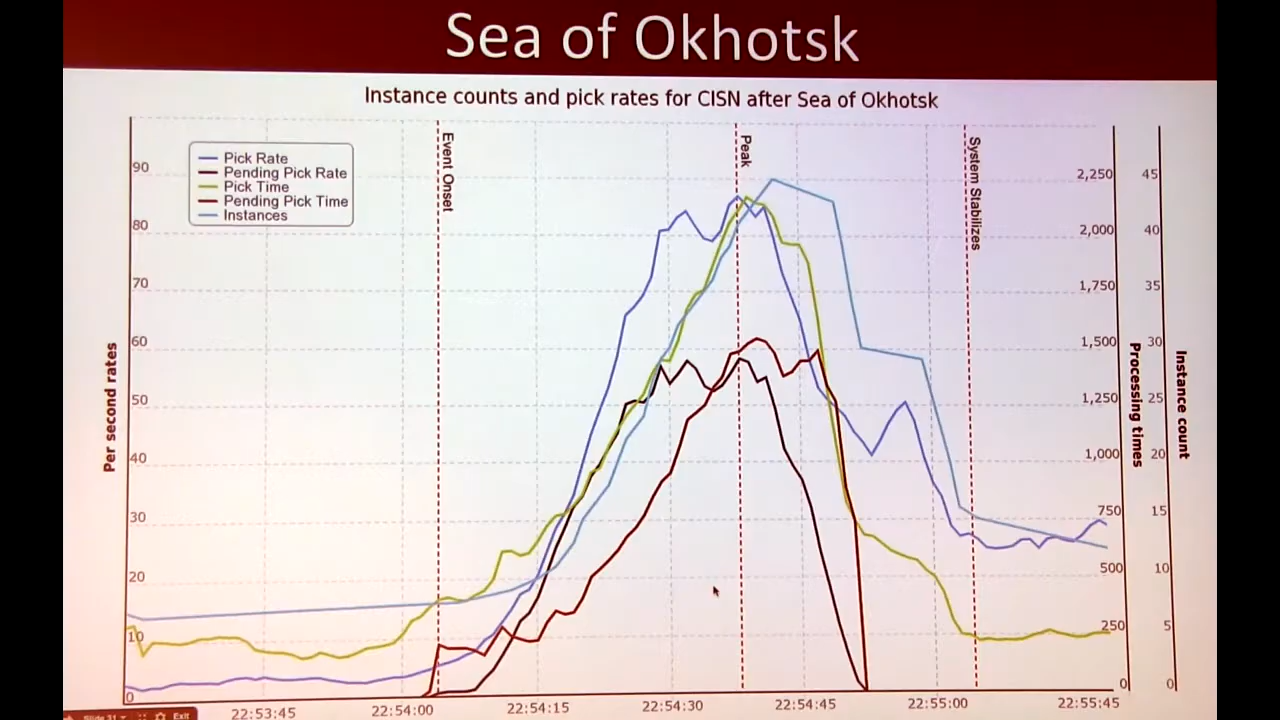 Sea of Okhotsk
Instance counts and pick rates for CISN after Sea of Okhotsk
Pick Rate
Pending Pick Rate
Pick Time
Pending Pick Time
Instances
Event Onset
Peak
System Stabilizes
Per second rates
90
80
70
60
50
40
30
20
10
0
2,250
2,000
1,750
1,500
1,250
1,000
750
500
250
0
Processing times
45
40
35
30
25
20
15
10
5
0
Instance count
22:53:45
22:54:00
22:54:15
22:54:30
22:54:45
22:55:00
22:55:45
Slide 31
Exit